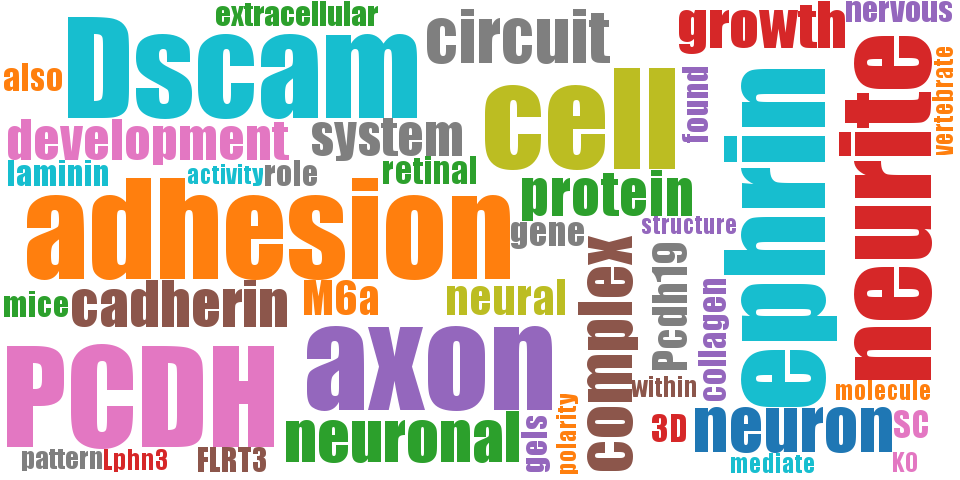 extracellular
circuit
growth
nervous
also
Dscam
cell
found
neurite
vertebrate
development
system
ephrin
laminin
activity
role
retinal
protein
adhesion
gene
structure
mice
cadherin
M6a
neural
complex
Pcdh19
collagen
PCDH
axon
within
molecule
neuronal
gels
polarity
3D
neuron
SC
pattern
Lphn3
FLRT3
mediate
KO